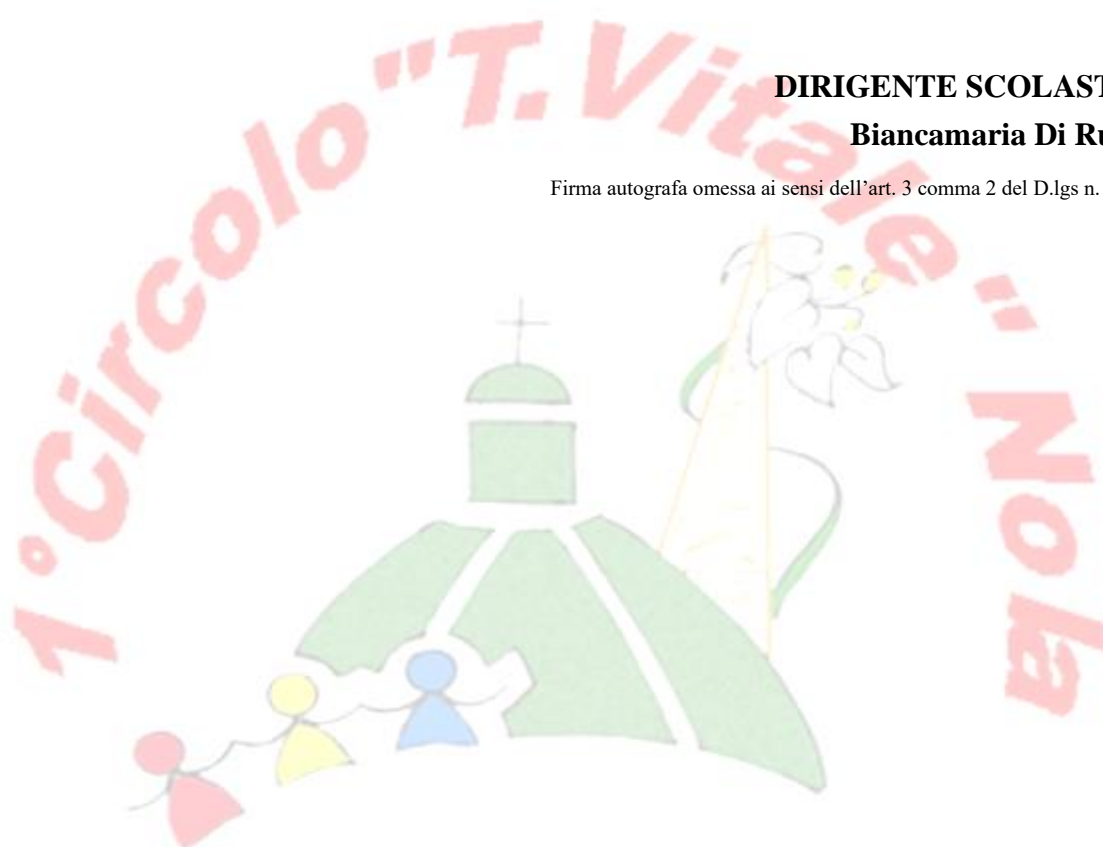 DIRIGENTE SCOLAST
Biancamaria Di Ru
Firma autografa omessa ai sensi dell’art. 3 comma 2 del D.lgs n.
1° Circolo "T. Vitale" Nola